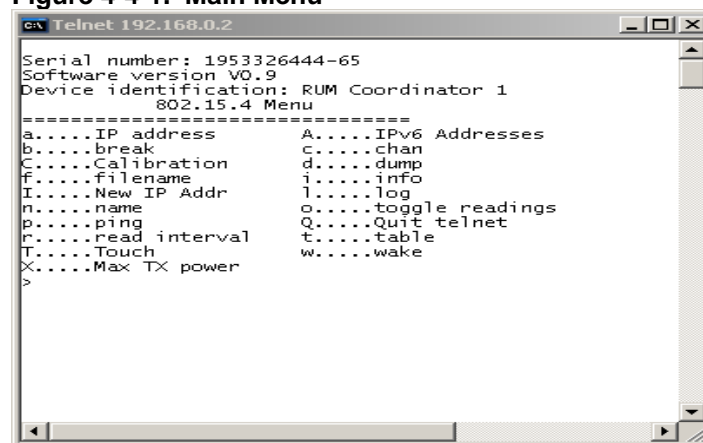 Figure 4-4-1: Main Menu
Telnet 192.168.0.2
Serial number: 1953326444-65
Software version V0.9
Device identification: RUM Coordinator 1
802.15.4 Menu
=================================
a.....IP address A.....IPv6 Addresses
b.....break c.....chan
C.....Calibration d.....dump
f.....filename i.....info
I.....New IP Addr l.....log
n.....name o.....toggle readings
p.....ping Q.....Quit telnet
r.....read interval t.....table
T.....Touch w.....wake
X.....Max TX power
>